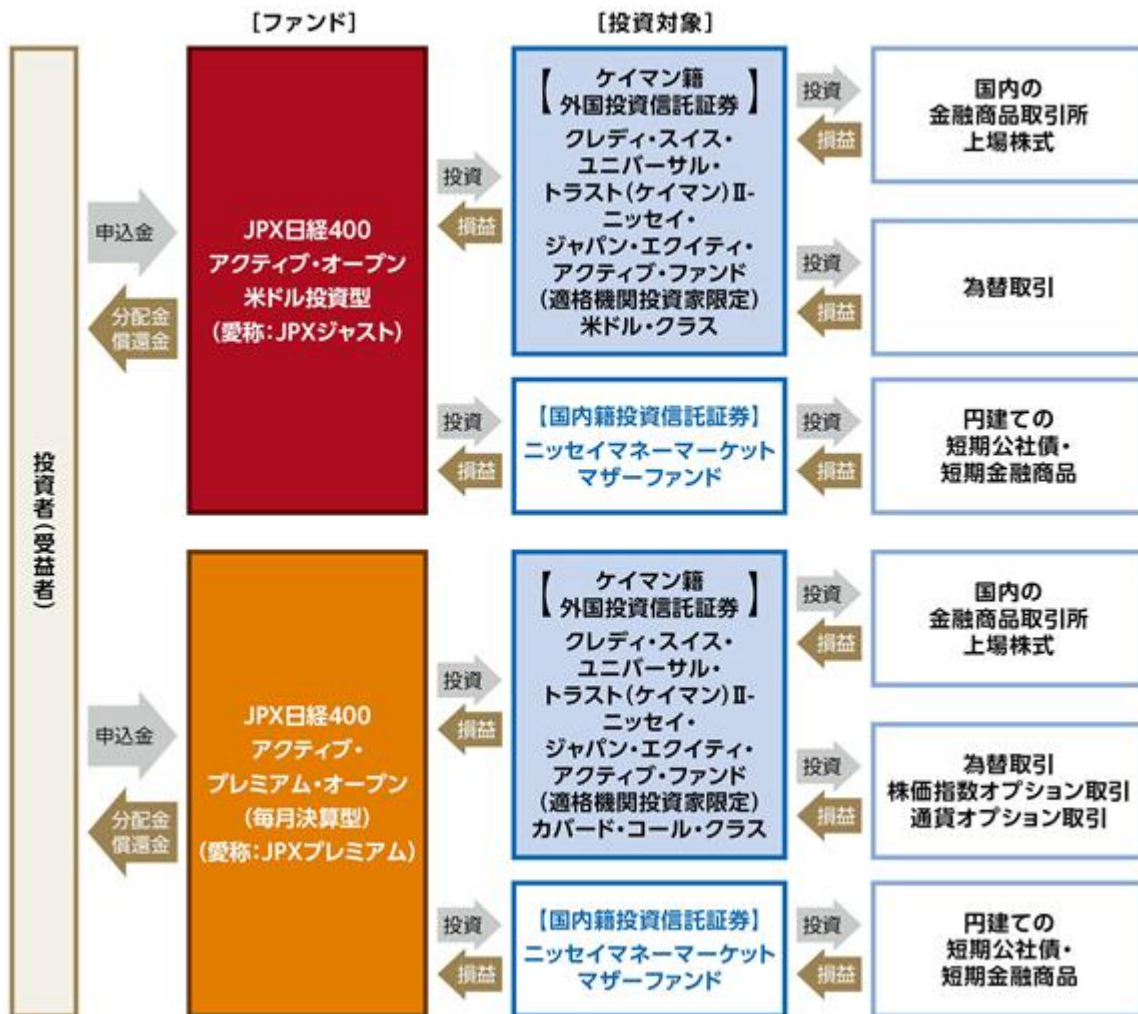 [ファンド]
[投資対象]
投資者(受益者)
申込金
分配金
償還金
JPX日経400
アクティブ・オープン
米ドル投資型
(愛称:JPXジャスト)
投資
損益
【ケイマン籍
外国投資信託証券】
クレディ・スイス・
ユニバーサル・
トラスト(ケイマン)Ⅱ-
ニッセイ・
ジャパン・エクイティ・
アクティブ・ファンド
(適格機関投資家限定)
米ドル・クラス
投資
損益
国内の
金融商品取引所
上場株式
投資
損益
為替取引
投資
損益
【国内籍投資信託証券】
ニッセイマネーマーケット
マザーファンド
投資
損益
円建ての
短期公社債・
短期金融商品
申込金
分配金
償還金
JPX日経400
アクティブ・
プレミアム・オープン
(毎月決算型)
(愛称:JPXプレミアム)
投資
損益
【ケイマン籍
外国投資信託証券】
クレディ・スイス・
ユニバーサル・
トラスト(ケイマン)Ⅱ-
ニッセイ・
ジャパン・エクイティ・
アクティブ・ファンド
(適格機関投資家限定)
カバード・コール・クラス
投資
損益
国内の
金融商品取引所
上場株式
投資
損益
為替取引
株価指数オプション取引
通貨オプション取引
投資
損益
【国内籍投資信託証券】
ニッセイマネーマーケット
マザーファンド
投資
損益
円建ての
短期公社債・
短期金融商品